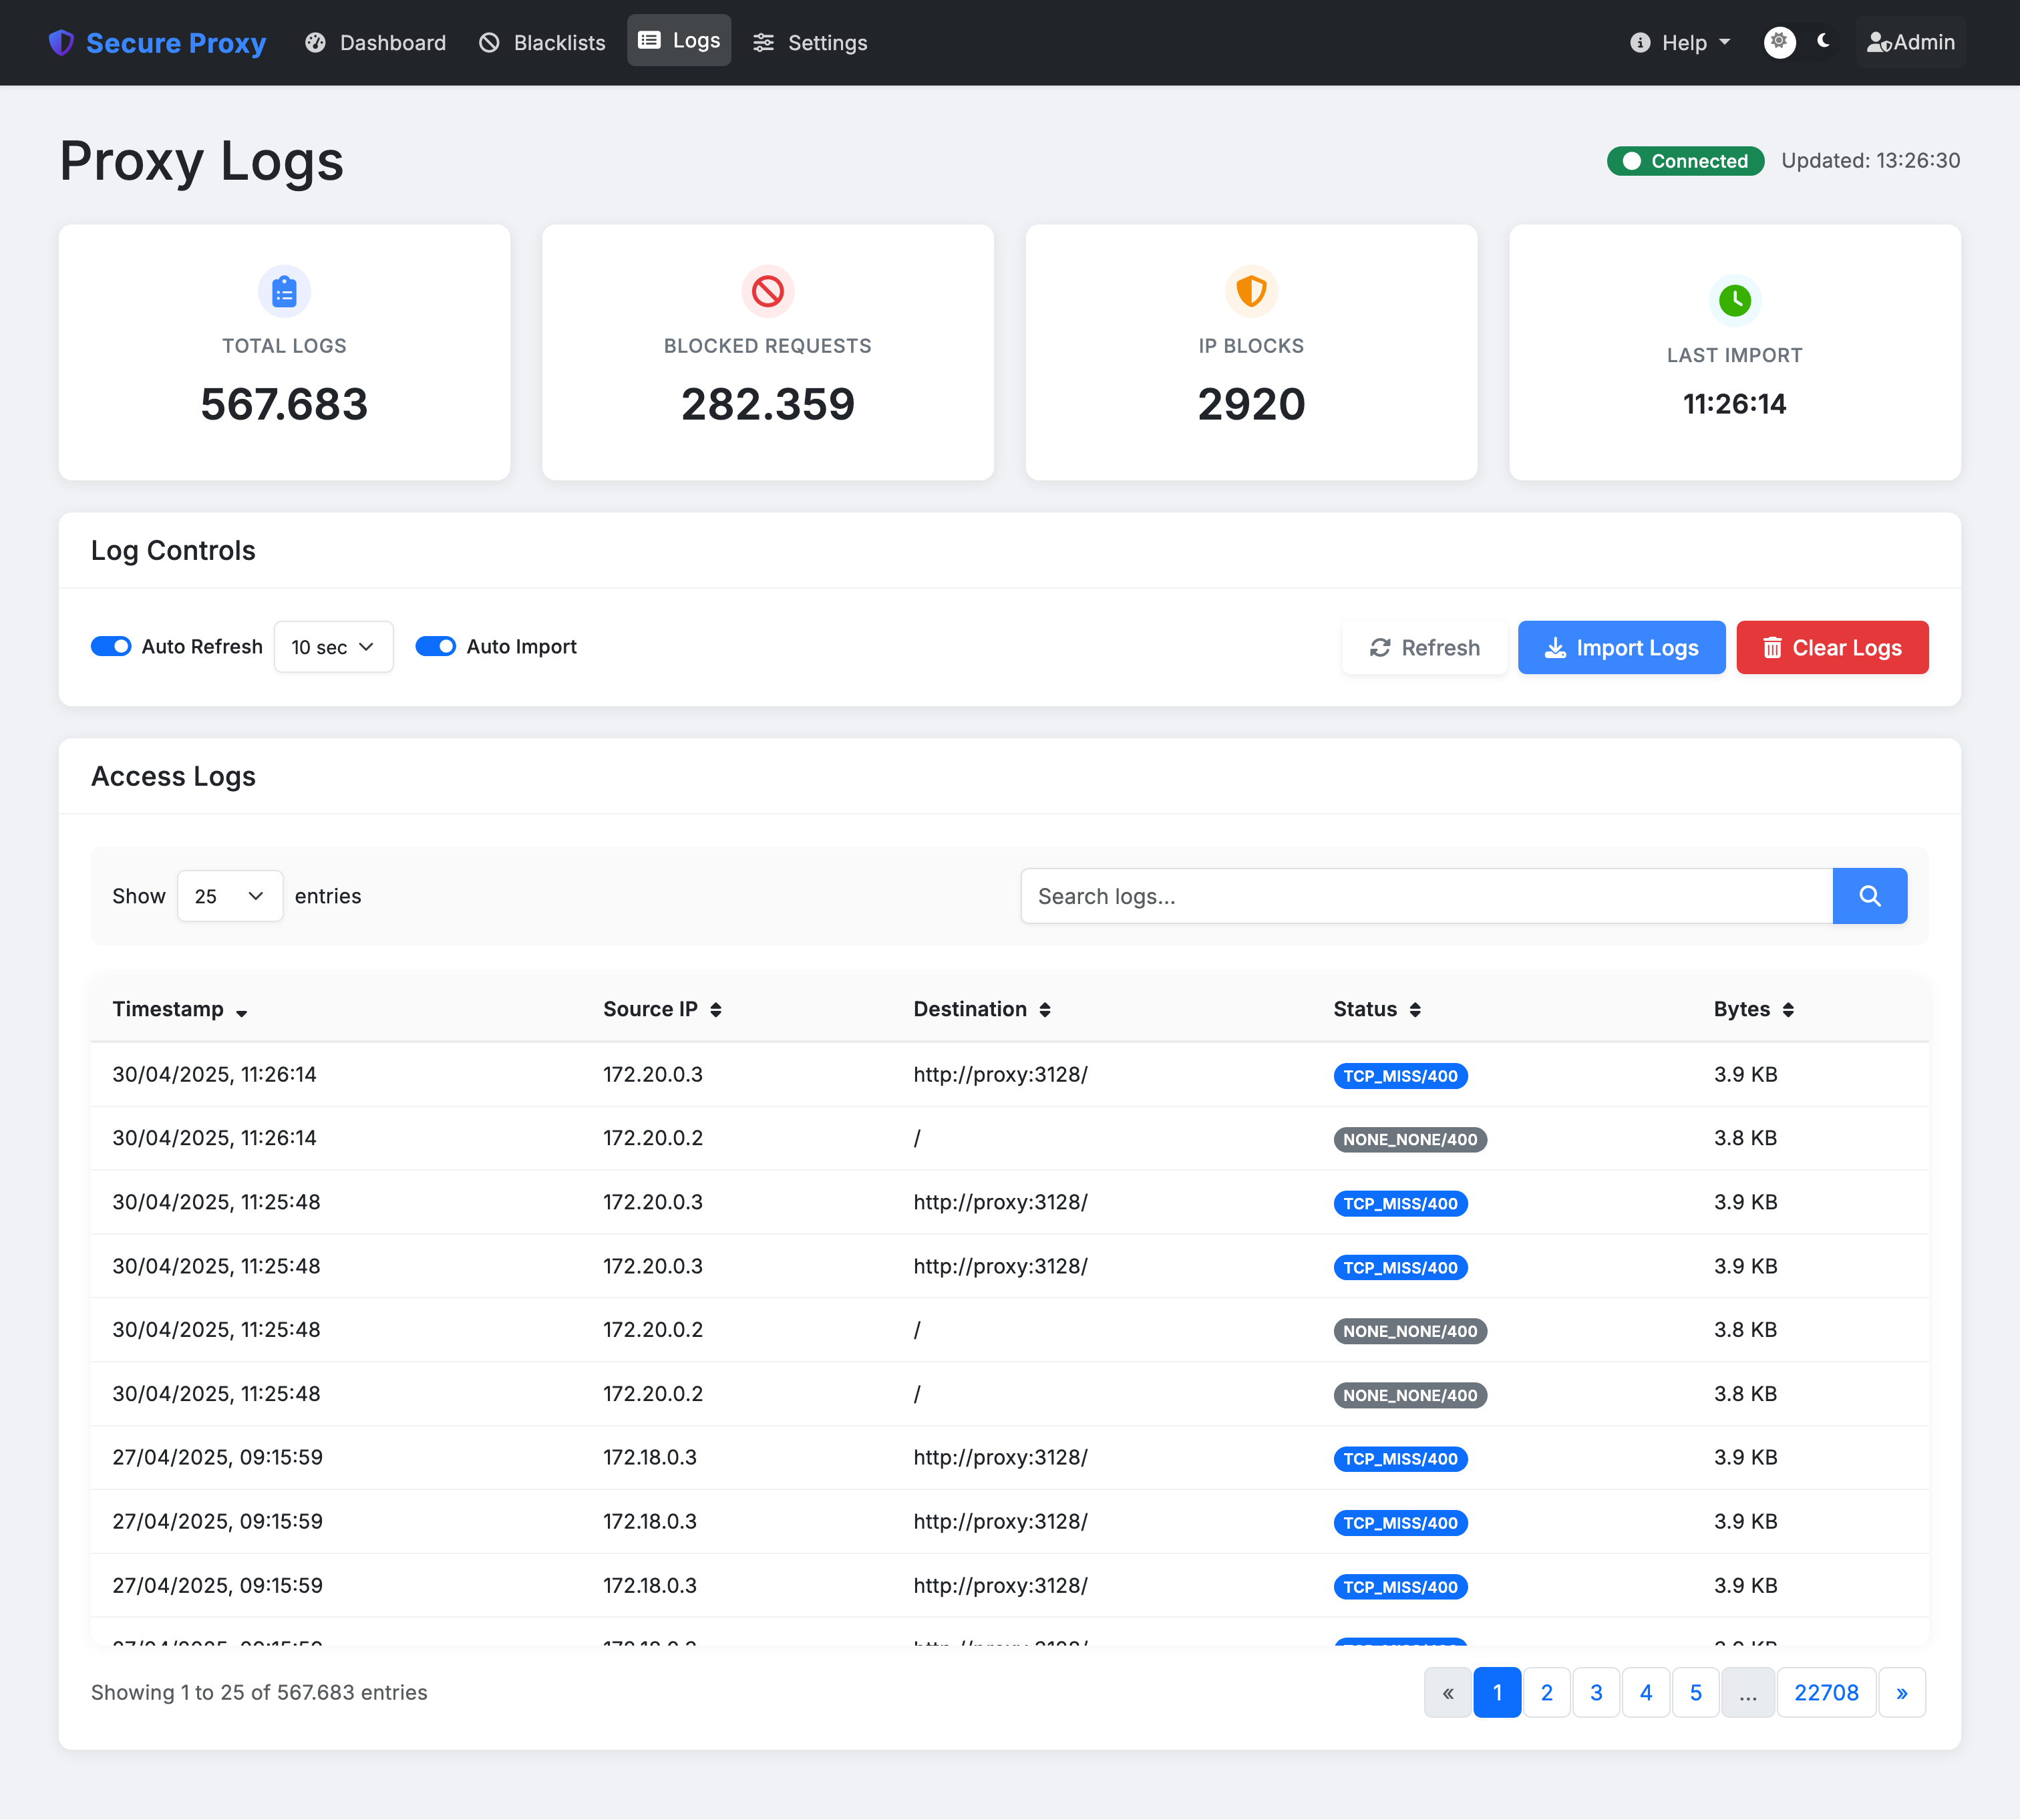 Secure Proxy Dashboard Blacklists Logs Settings Help Admin
Proxy Logs
Connected Updated: 13:26:30
TOTAL LOGS
567.683
BLOCKED REQUESTS
282.359
IP BLOCKS
2920
LAST IMPORT
11:26:14
Log Controls
Auto Refresh 10 sec Auto Import Refresh Import Logs Clear Logs
Access Logs
Show 25 entries Search logs...
Timestamp Source IP Destination Status Bytes
30/04/2025, 11:26:14 172.20.0.3 http://proxy:3128/ TCP_MISS/400 3.9 KB
30/04/2025, 11:26:14 172.20.0.2 / NONE_NONE/400 3.8 KB
30/04/2025, 11:25:48 172.20.0.3 http://proxy:3128/ TCP_MISS/400 3.9 KB
30/04/2025, 11:25:48 172.20.0.3 http://proxy:3128/ TCP_MISS/400 3.9 KB
30/04/2025, 11:25:48 172.20.0.2 / NONE_NONE/400 3.8 KB
30/04/2025, 11:25:48 172.20.0.2 / NONE_NONE/400 3.8 KB
27/04/2025, 09:15:59 172.18.0.3 http://proxy:3128/ TCP_MISS/400 3.9 KB
27/04/2025, 09:15:59 172.18.0.3 http://proxy:3128/ TCP_MISS/400 3.9 KB
27/04/2025, 09:15:59 172.18.0.3 http://proxy:3128/ TCP_MISS/400 3.9 KB
Showing 1 to 25 of 567.683 entries « 1 2 3 4 5 ... 22708 »